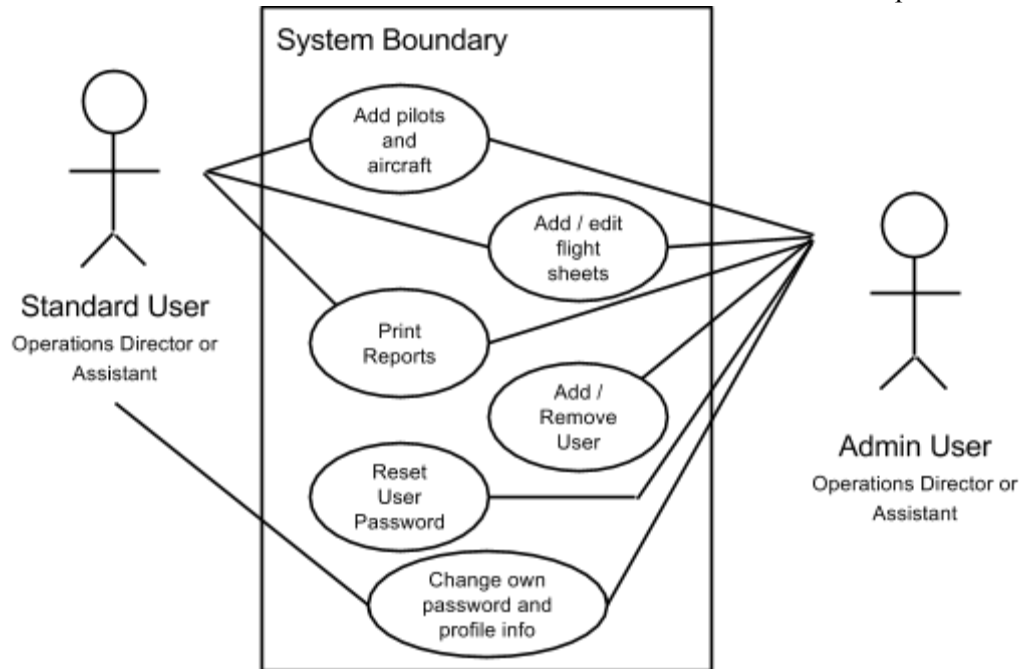 System Boundary
Add pilots
and
aircraft
Add / edit
flight
sheets
Standard User
Operations Director or
Assistant
Print
Reports
Add /
Remove
User
Admin User
Operations Director or
Assistant
Reset
User
Password
Change own
password and
profile info